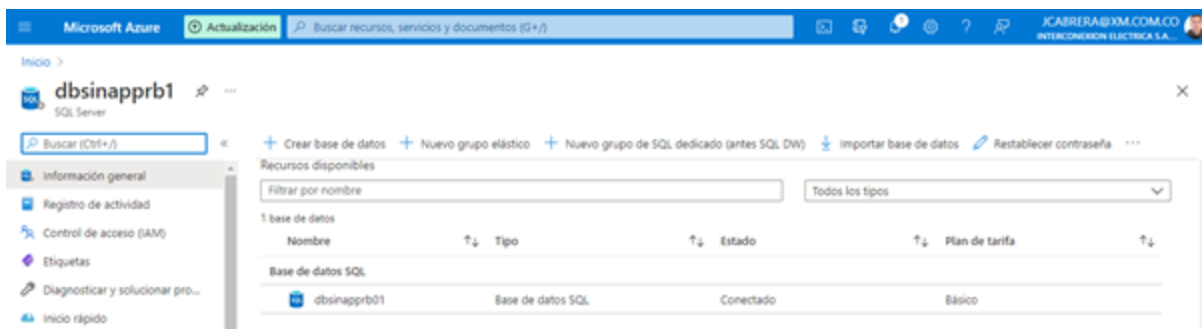 Microsoft Azure
Actualización
Buscar recursos, servicios y documentos (G+/)
1
JCABRERA@XM.COM.CO
INTERCONEXION ELECTRICA S.A...
Inicio >
dbsinapprb1
SQL Server
Buscar (Ctrl+/)
Crear base de datos
Nuevo grupo elástico
Nuevo grupo de SQL dedicado (antes SQL DW)
Importar base de datos
Restablecer contraseña
Información general
Registro de actividad
Control de acceso (IAM)
Etiquetas
Diagnosticar y solucionar pro...
Inicio rápido
Recursos disponibles
Filtrar por nombre
Todos los tipos
1 base de datos
Nombre Tipo Estado Plan de tarifa
Base de datos SQL
dbsinapprb01 Base de datos SQL Conectado Básico